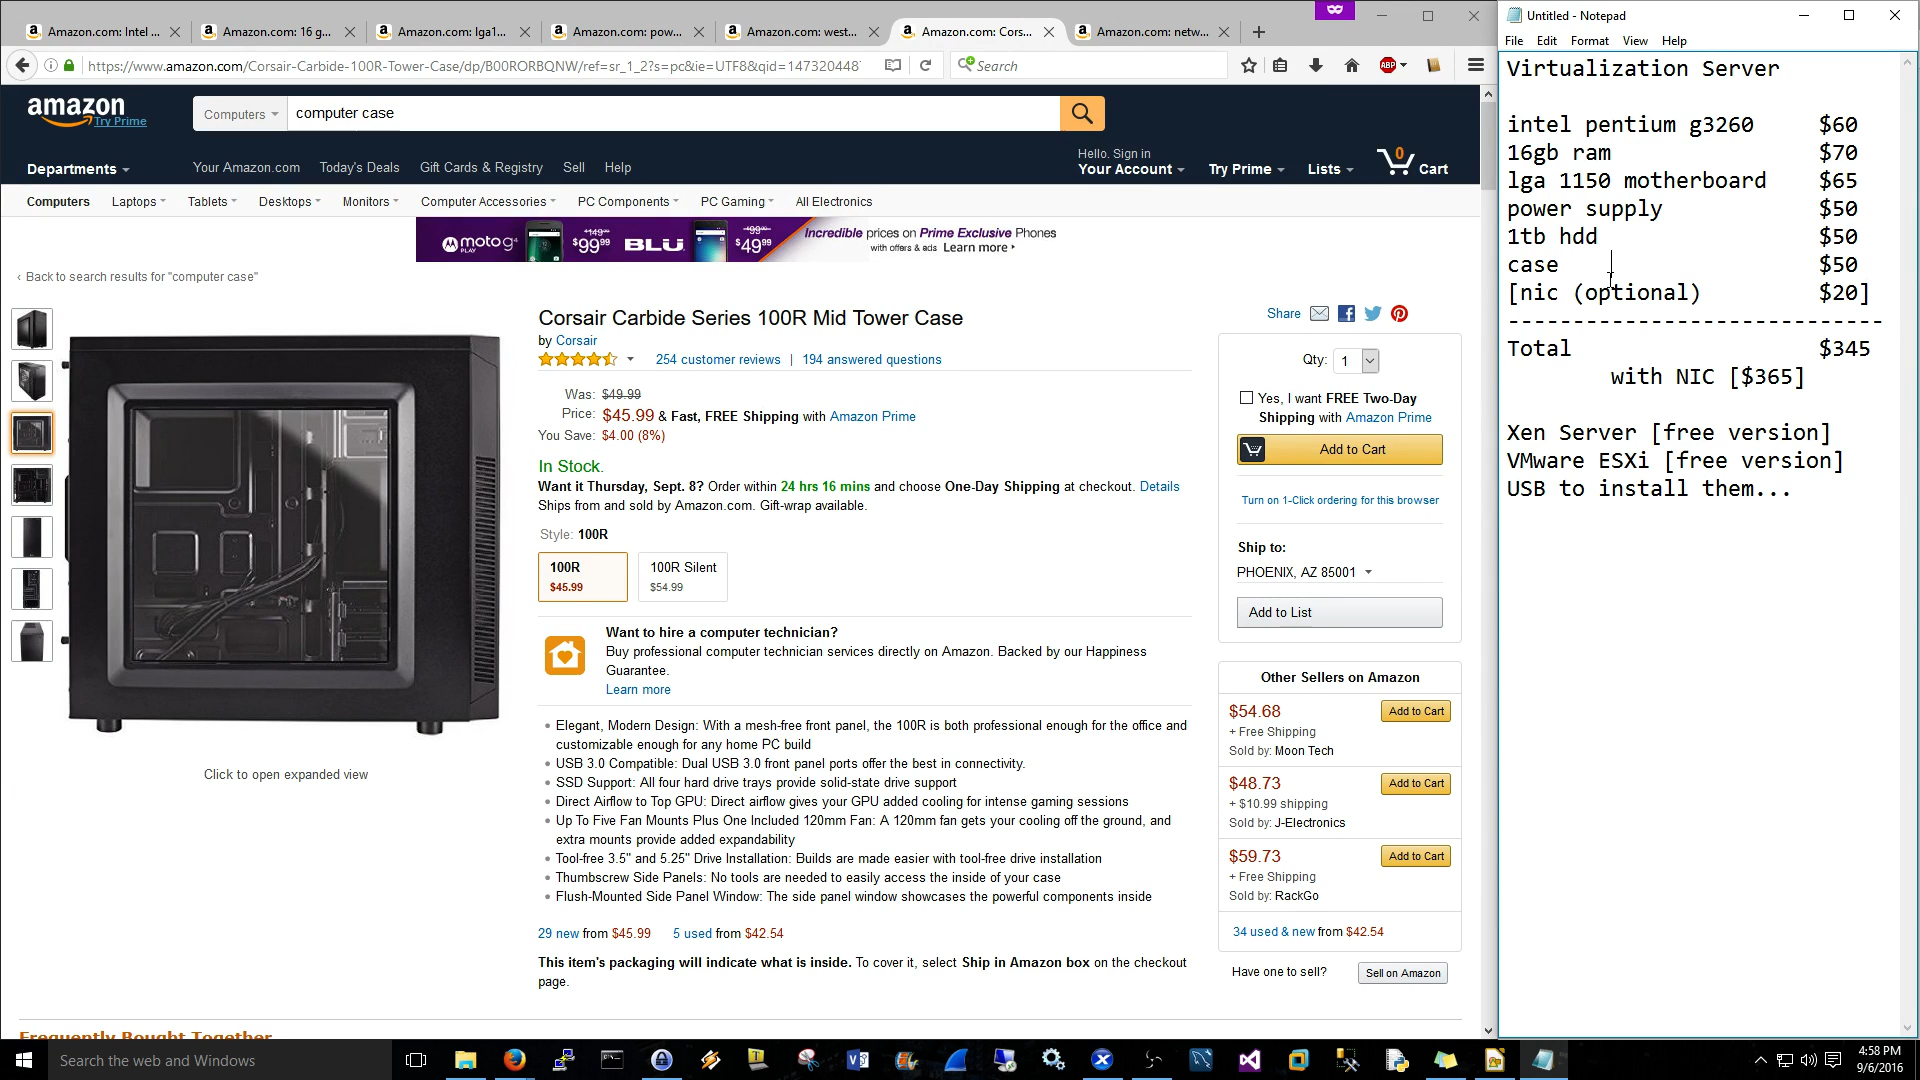 Amazon.com: Intel ...
Amazon.com: 16 g...
Amazon.com: lga1...
Amazon.com: pow...
Amazon.com: west...
Amazon.com: Cors...
Amazon.com: netw...
https://www.amazon.com/Corsair-Carbide-100R-Tower-Case/dp/B00RORBQNW/ref=sr_1_2?s=pc&ie=UTF8&qid=147320448
Search
ABP
amazon
Try Prime
Computers
computer case
Departments
Your Amazon.com
Today's Deals
Gift Cards & Registry
Sell
Help
Hello. Sign in
Your Account
Try Prime
Lists
0
Cart
Computers
Laptops
Tablets
Desktops
Monitors
Computer Accessories
PC Components
PC Gaming
All Electronics
moto g4
PLAY
$149.99
$99.99
BLU
$99.99
$49.99
Incredible prices on Prime Exclusive Phones
with offers & ads Learn more
‹ Back to search results for "computer case"
Corsair Carbide Series 100R Mid Tower Case
by Corsair
254 customer reviews | 194 answered questions
Was: $49.99
Price: $45.99 & Fast, FREE Shipping with Amazon Prime
You Save: $4.00 (8%)
In Stock.
Want it Thursday, Sept. 8? Order within 24 hrs 16 mins and choose One-Day Shipping at checkout. Details
Ships from and sold by Amazon.com. Gift-wrap available.
Style: 100R
100R
$45.99
100R Silent
$54.99
Want to hire a computer technician?
Buy professional computer technician services directly on Amazon. Backed by our Happiness
Guarantee.
Learn more
• Elegant, Modern Design: With a mesh-free front panel, the 100R is both professional enough for the office and
customizable enough for any home PC build
• USB 3.0 Compatible: Dual USB 3.0 front panel ports offer the best in connectivity.
• SSD Support: All four hard drive trays provide solid-state drive support
• Direct Airflow to Top GPU: Direct airflow gives your GPU added cooling for intense gaming sessions
• Up To Five Fan Mounts Plus One Included 120mm Fan: A 120mm fan gets your cooling off the ground, and
extra mounts provide added expandability
• Tool-free 3.5" and 5.25" Drive Installation: Builds are made easier with tool-free drive installation
• Thumbscrew Side Panels: No tools are needed to easily access the inside of your case
• Flush-Mounted Side Panel Window: The side panel window showcases the powerful components inside
29 new from $45.99 5 used from $42.54
This item's packaging will indicate what is inside. To cover it, select Ship in Amazon box on the checkout
page.
Click to open expanded view
Frequently Bought Together
Share
Qty: 1
Yes, I want FREE Two-Day
Shipping with Amazon Prime
Add to Cart
Turn on 1-Click ordering for this browser
Ship to:
PHOENIX, AZ 85001
Add to List
Other Sellers on Amazon
$54.68
Add to Cart
+ Free Shipping
Sold by: Moon Tech
$48.73
Add to Cart
+ $10.99 shipping
Sold by: J-Electronics
$59.73
Add to Cart
+ Free Shipping
Sold by: RackGo
34 used & new from $42.54
Have one to sell?
Sell on Amazon
Untitled - Notepad
File Edit Format View Help
Virtualization Server
intel pentium g3260 $60
16gb ram $70
lga 1150 motherboard $65
power supply $50
1tb hdd $50
case $50
[nic (optional) $20]
-----------------------------
Total $345
with NIC [$365]
Xen Server [free version]
VMware ESXi [free version]
USB to install them...
Search the web and Windows
4:58 PM
9/6/2016